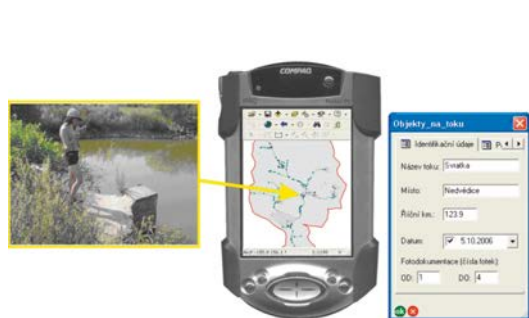 COMPAQ
Objekty_na_toku
Identifikační údaje
Název toku: Svratka
Místo: Nedvědice
Říční km.: 123.9
Datum: 5.10.2006
Fotodokumentace (čísla fotek):
OD: 1 DO: 4
ok